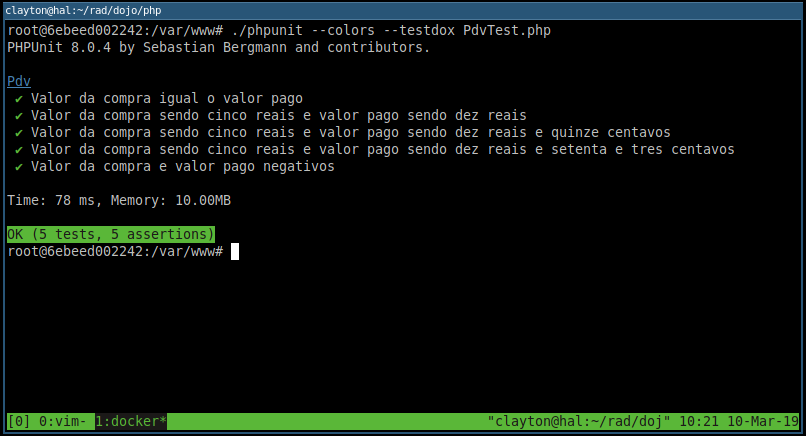 clayton@hal:~/rad/dojo/php
root@6ebeed002242:/var/www# ./phpunit --colors --testdox PdvTest.php
PHPUnit 8.0.4 by Sebastian Bergmann and contributors.
Pdv
✔ Valor da compra igual o valor pago
✔ Valor da compra sendo cinco reais e valor pago sendo dez reais
✔ Valor da compra sendo cinco reais e valor pago sendo dez reais e quinze centavos
✔ Valor da compra sendo cinco reais e valor pago sendo dez reais e setenta e tres centavos
✔ Valor da compra e valor pago negativos
Time: 78 ms, Memory: 10.00MB
OK (5 tests, 5 assertions)
root@6ebeed002242:/var/www#
[0] 0:vim- 1:docker* "clayton@hal:~/rad/doj" 10:21 10-Mar-19